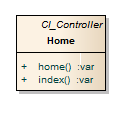 CI_Controller
Home
+ home() :var
+ index() :var